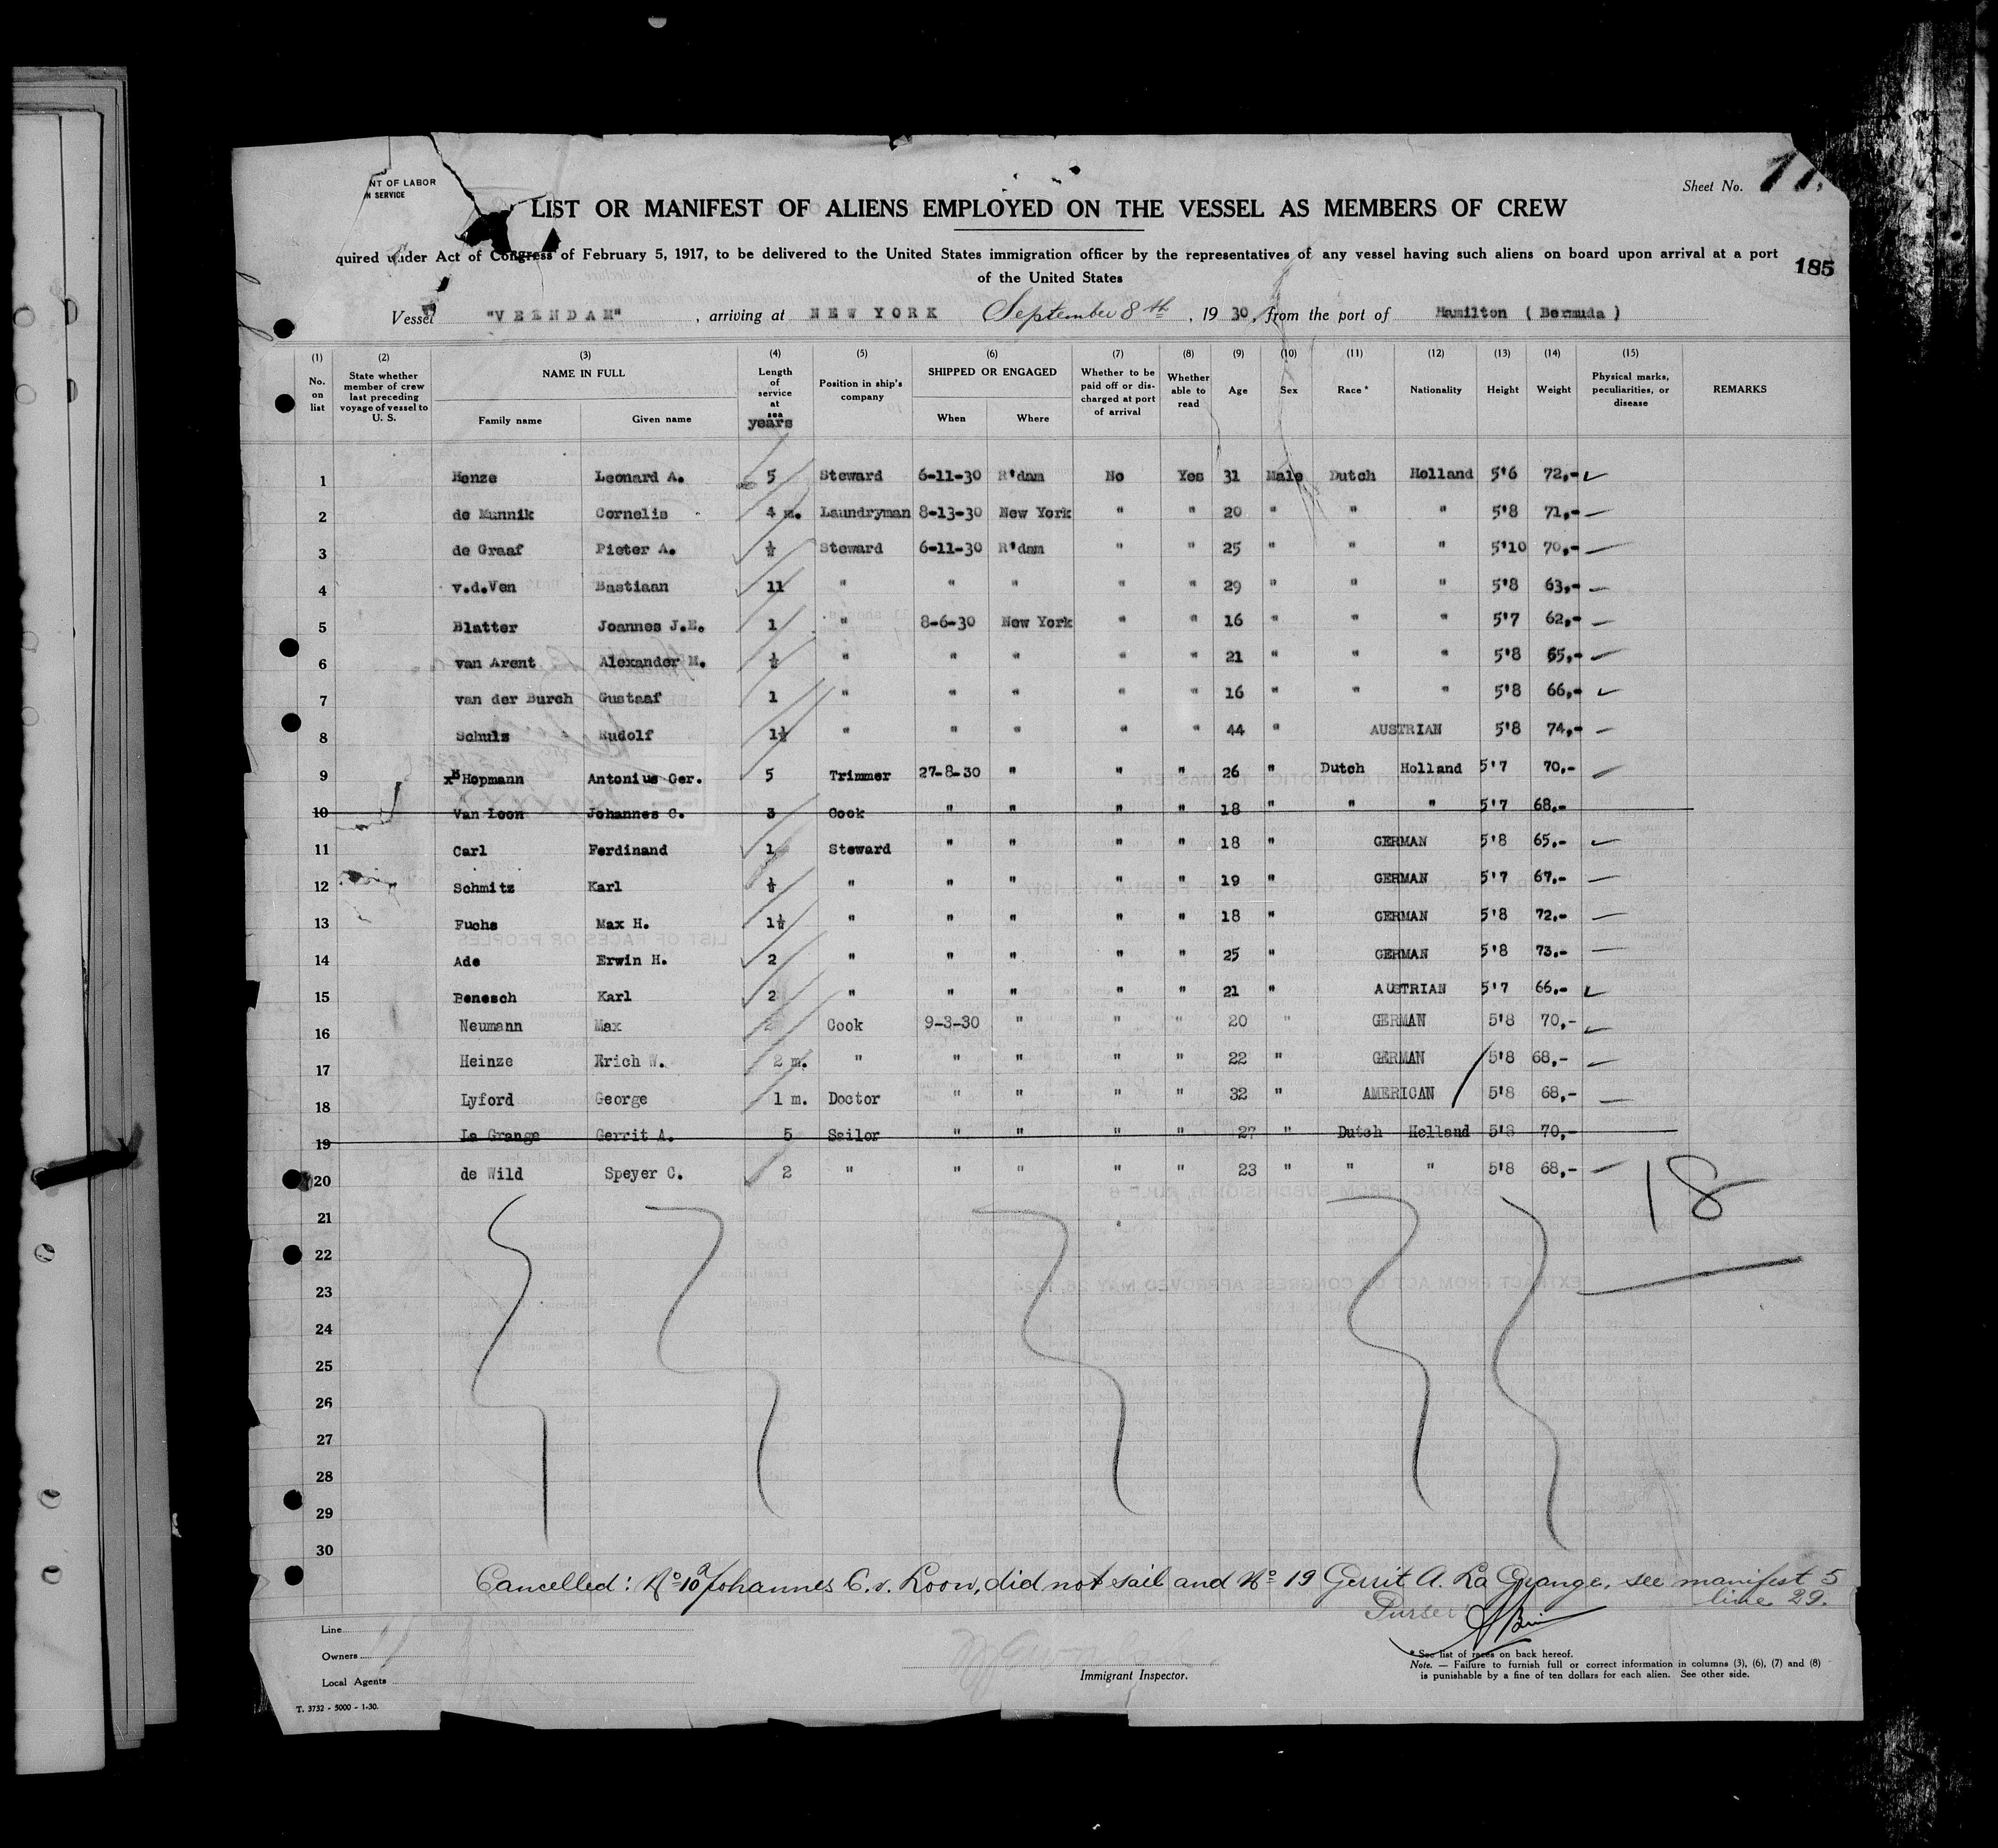 NT OF LABOR
N SERVICE
Sheet No. 11.
LIST OR MANIFEST OF ALIENS EMPLOYED ON THE VESSEL AS MEMBERS OF CREW
quired under Act of Congress of February 5, 1917, to be delivered to the United States immigration officer by the representatives of any vessel having such aliens on board upon arrival at a port
of the United States
185
Vessel "VEENDAM", arriving at NEW YORK September 8th, 1930, from the port of Hamilton (Bermuda)
(1) (2) (3) (4) (5) (6) (7) (8) (9) (10) (11) (12) (13) (14) (15)
No. on list State whether member of crew last preceding voyage of vessel to U. S. NAME IN FULL Family name Given name Length of service at sea years Position in ship's company SHIPPED OR ENGAGED When Where Whether to be paid off or discharged at port of arrival Whether able to read Age Sex Race* Nationality Height Weight Physical marks, peculiarities, or disease REMARKS
1 Henze Leonard A. 5 Steward 6-11-30 R'dam No Yes 31 Male Dutch Holland 5'6 72,-
2 de Munnik Cornelis 4 m. Laundryman 8-13-30 New York " " 20 " " " 5'8 71,-
3 de Graaf Pieter A. ½ Steward 6-11-30 R'dam " " 25 " " " 5'10 70,-
4 v.d.Ven Bastiaan 11 " " " " " 29 " " " 5'8 63,-
5 Blatter Joannes J.E. 1 " 8-6-30 New York " " 16 " " " 5'7 62,-
6 van Arent Alexander M. ½ " " " " " 21 " " " 5'8 65,-
7 van der Burch Gustaaf 1 " " " " " 16 " " " 5'8 66,-
8 Schulz Rudolf 1½ " " " " " 44 " AUSTRIAN 5'8 74,-
9 Hopmann Antonius Ger. 5 Trimmer 27-8-30 " " " 26 " Dutch Holland 5'7 70,-
10 Van Loon Johannes C. 3 Cook " " " " 18 " " " 5'7 68.-
11 Carl Ferdinand 1 Steward " " " " 18 " GERMAN 5'8 65,-
12 Schmitz Karl ½ " " " " " 19 " GERMAN 5'7 67.-
13 Fuchs Max H. 1½ " " " " " 18 " GERMAN 5'8 72,-
14 Ade Erwin H. 2 " " " " " 25 " GERMAN 5'8 73.-
15 Benesch Karl 2 " " " " " 21 " AUSTRIAN 5'7 66.-
16 Neumann Max Cook 9-3-30 " " " 20 " GERMAN 5'8 70,-
17 Heinze Erich W. 2 m. " " " " " 22 " GERMAN 5'8 68,-
18 Lyford George 1 m. Doctor " " " " 32 " AMERICAN 5'8 68,-
19 La Grange Gerrit A. 5 Sailor " " " " 27 " Dutch Holland 5'8 70,-
20 de Wild Speyer C. 2 " " " " " 23 " " " 5'8 68,-
18
21
22
23
24
25
26
27
28
29
30
Cancelled: No 10 Johannes C. v. Loon, did not sail and No 19 Gerrit A. La Grange, see manifest 5
line 29.
Purser
Line
Owners
Local Agents
Immigrant Inspector.
* See list of races on back hereof.
Note. — Failure to furnish full or correct information in columns (3), (6), (7) and (8)
is punishable by a fine of ten dollars for each alien. See other side.
T. 3732 - 5000 - 1-30.